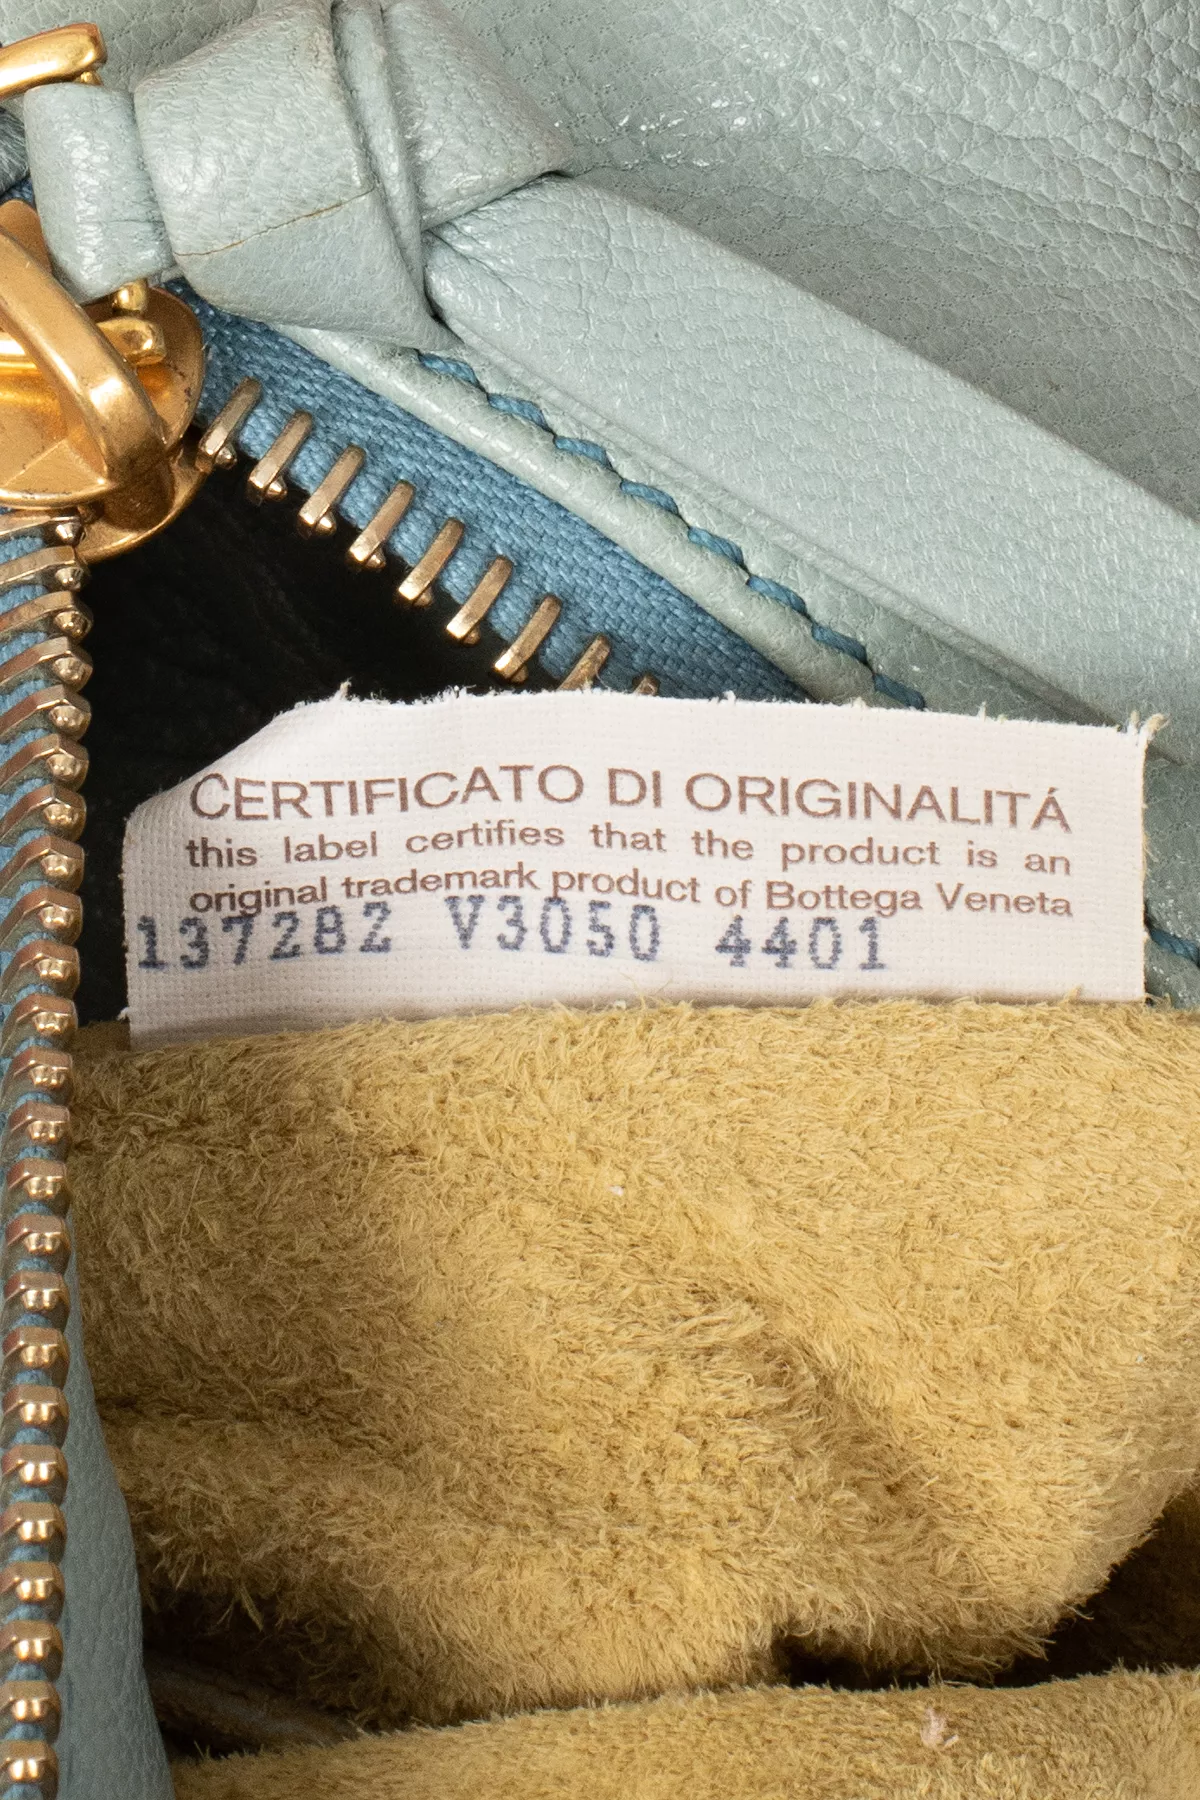 CERTIFICATO DI ORIGINALITÁ
this label certifies that the product is an
original trademark product of Bottega Veneta
137282 V3050 4401